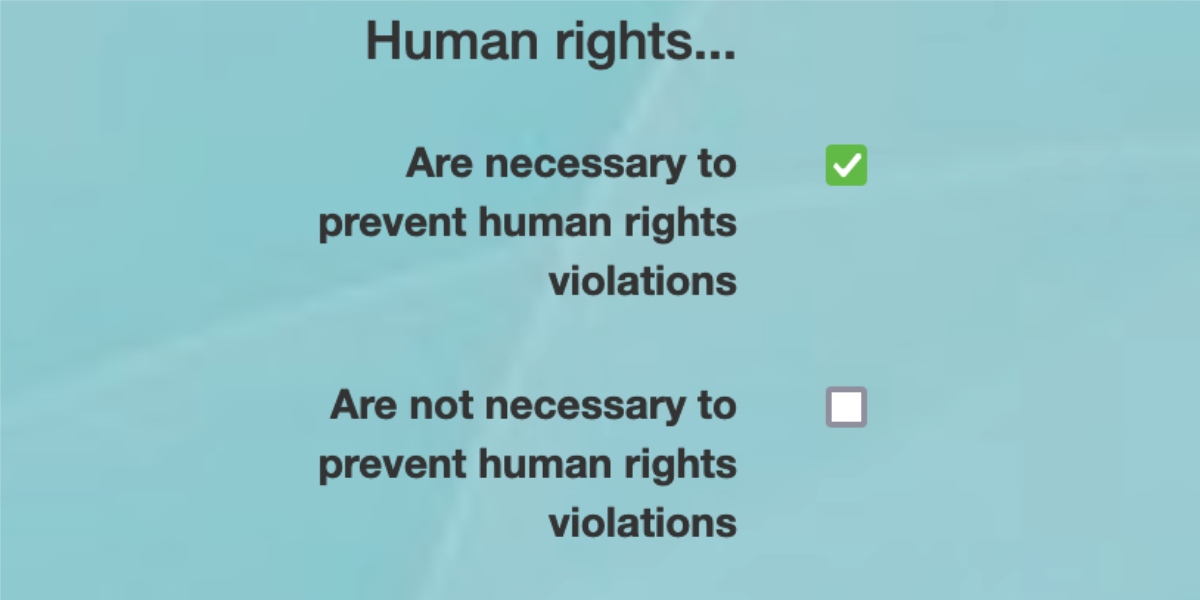 Human rights...
Are necessary to
prevent human rights
violations
Are not necessary to
prevent human rights
violations